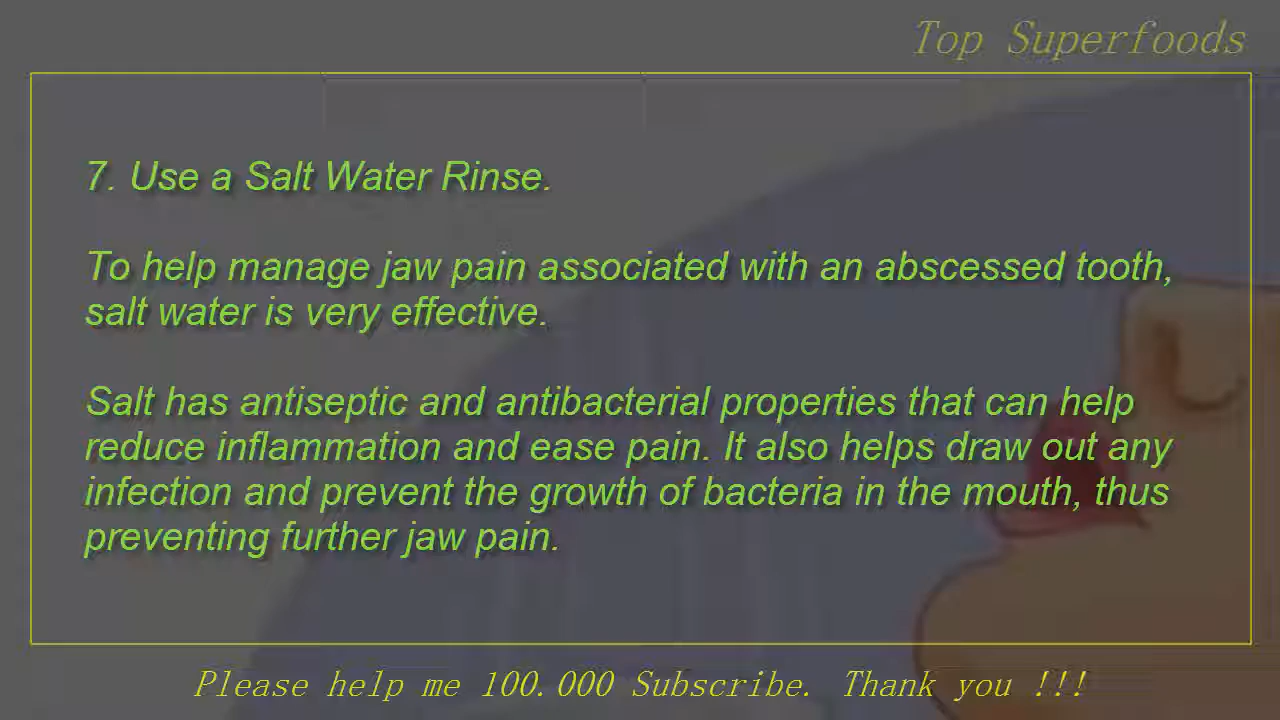 Top Superfoods
7. Use a Salt Water Rinse.
To help manage jaw pain associated with an abscessed tooth,
salt water is very effective.
Salt has antiseptic and antibacterial properties that can help
reduce inflammation and ease pain. It also helps draw out any
infection and prevent the growth of bacteria in the mouth, thus
preventing further jaw pain.
Please help me 100.000 Subscribe. Thank you !!!